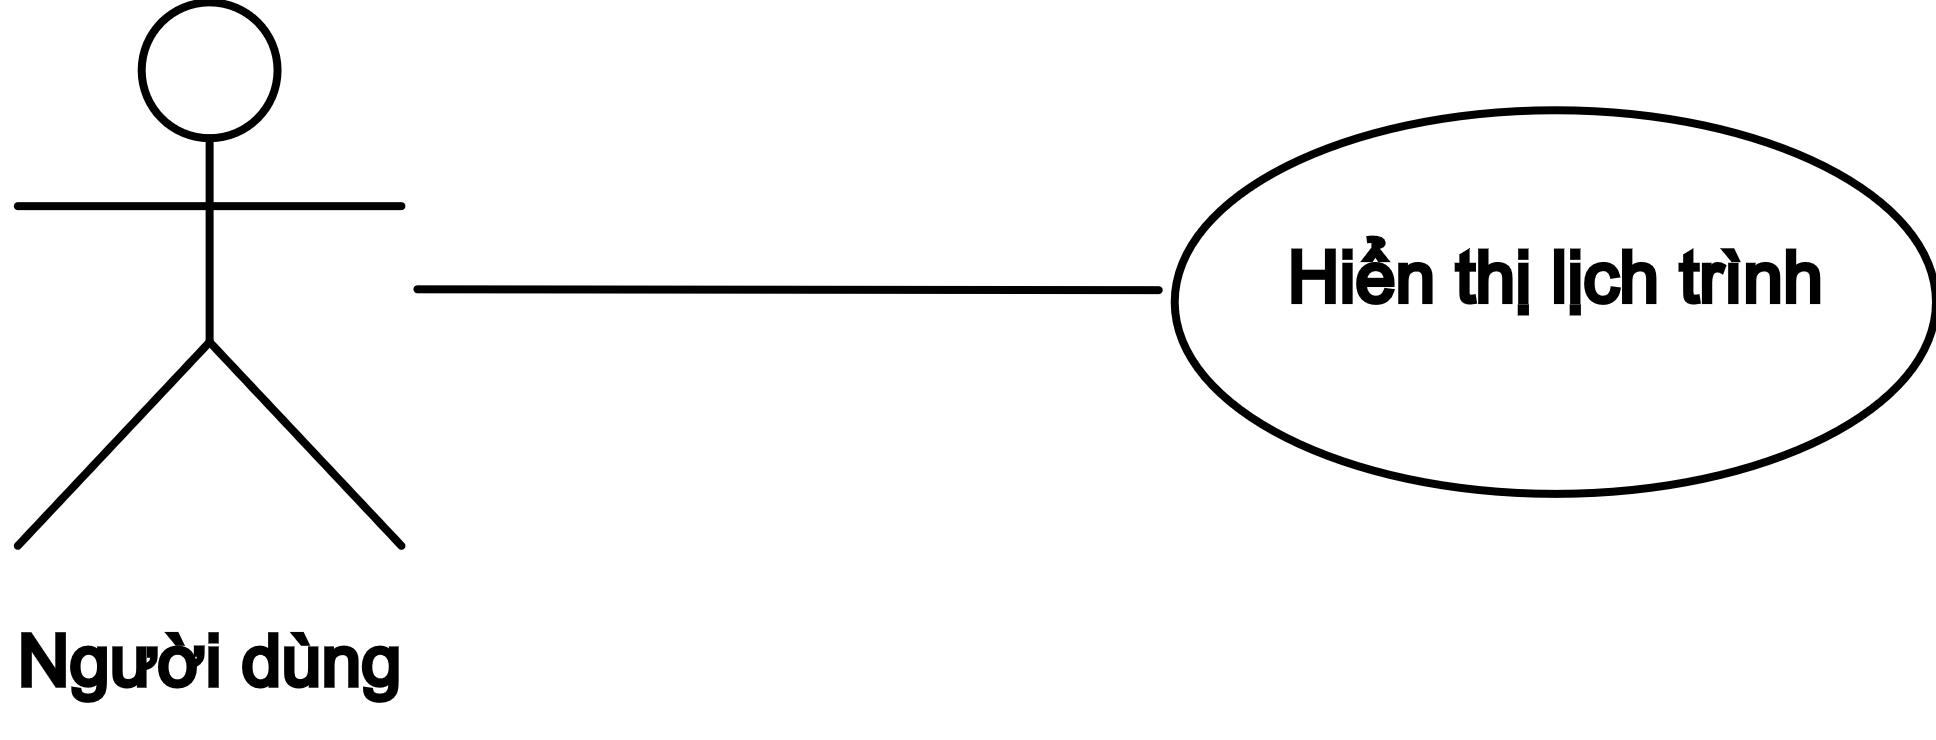 Hiển thị lịch trình
Người dùng